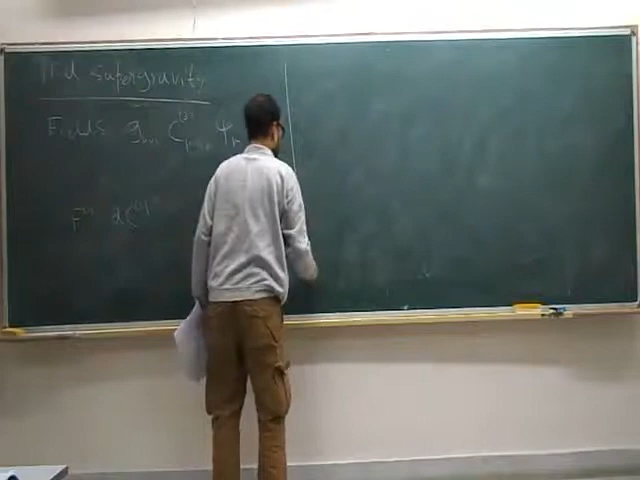 11d supergravity
Fields g_{μν} C^{(3)}_{μνρ} ψ_μ
F^{(4)} dC^{(3)}